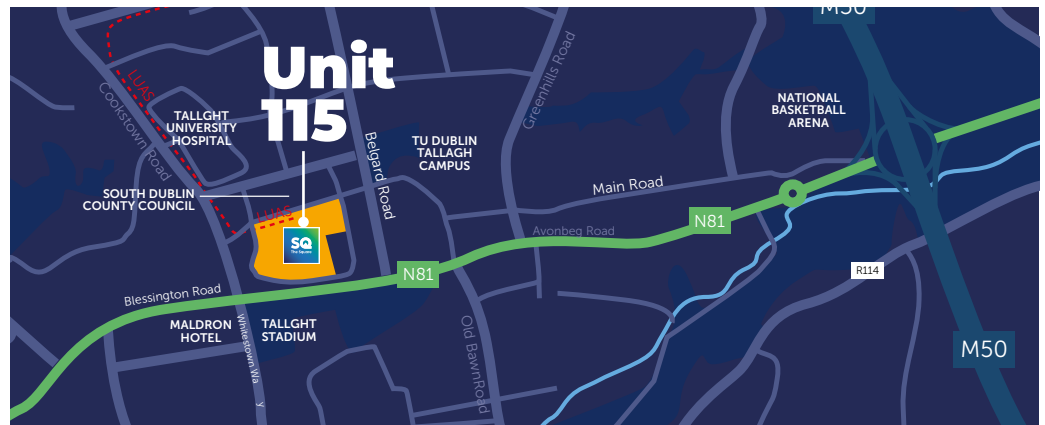 M50
Unit
115
LUAS
Cookstown Road
TALLGHT
UNIVERSITY
HOSPITAL
Greenhills Road
NATIONAL
BASKETBALL
ARENA
Belgard Road
TU DUBLIN
TALLAGH
CAMPUS
SOUTH DUBLIN
COUNTY COUNCIL
Main Road
LUAS
N81
Avonbeg Road
SQ
The Square
N81
R114
Blessington Road
MALDRON
HOTEL
TALLGHT
STADIUM
Whitestown Wa y
Old BawnRoad
M50